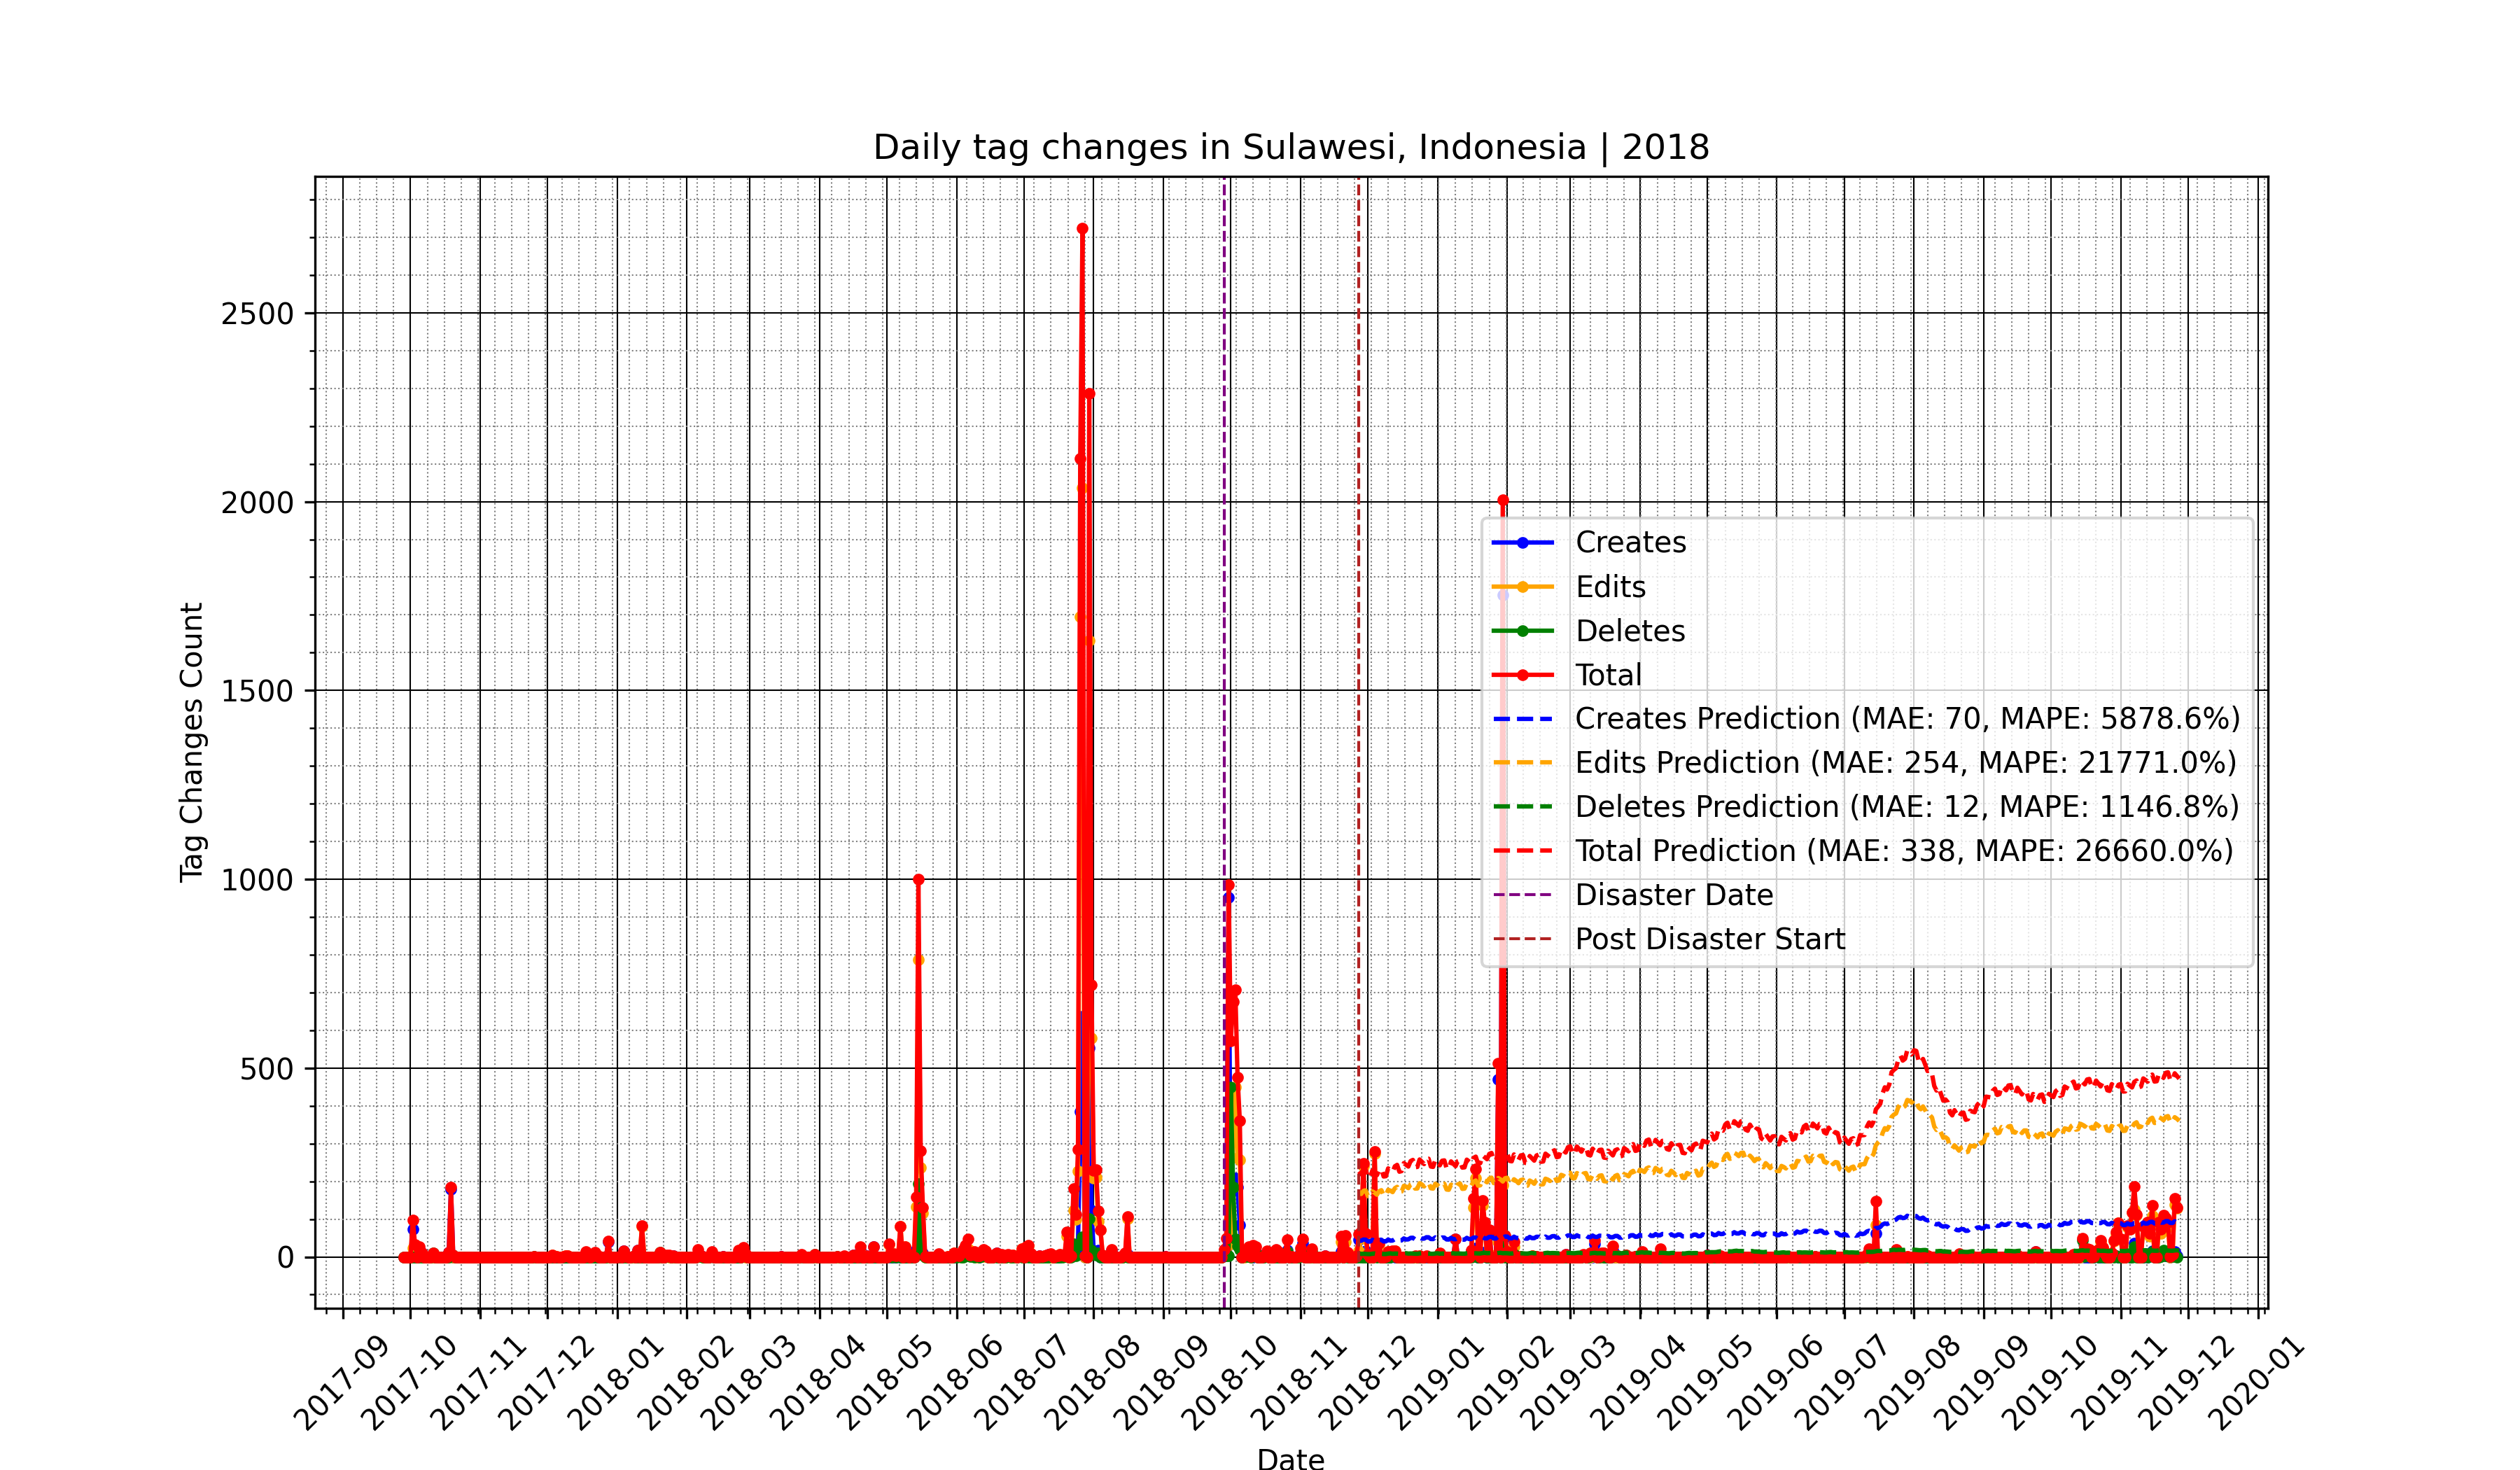 Daily tag changes in Sulawesi, Indonesia | 2018
Tag Changes Count
2500
2000
1500
1000
500
0
Creates
Edits
Deletes
Total
Creates Prediction (MAE: 70, MAPE: 5878.6%)
Edits Prediction (MAE: 254, MAPE: 21771.0%)
Deletes Prediction (MAE: 12, MAPE: 1146.8%)
Total Prediction (MAE: 338, MAPE: 26660.0%)
Disaster Date
Post Disaster Start
2017-09
2017-10
2017-11
2017-12
2018-01
2018-02
2018-03
2018-04
2018-05
2018-06
2018-07
2018-08
2018-09
2018-10
2018-11
2018-12
2019-01
2019-02
2019-03
2019-04
2019-05
2019-06
2019-07
2019-08
2019-09
2019-10
2019-11
2019-12
2020-01
Date